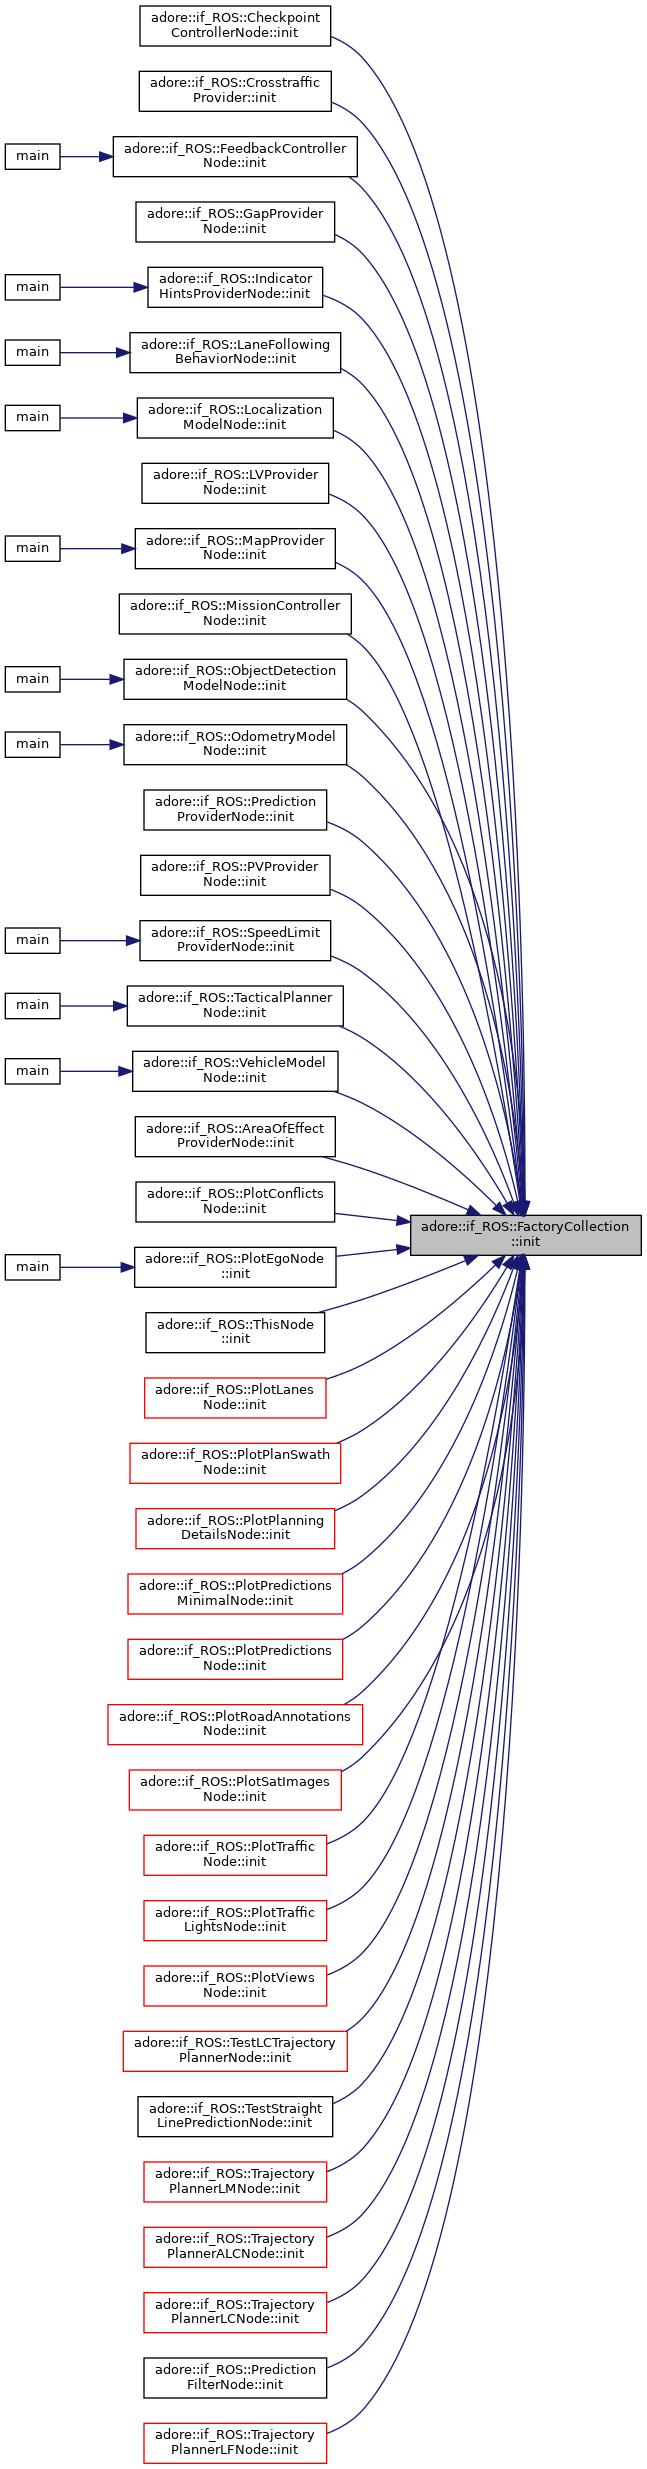 adore::if_ROS::Checkpoint
ControllerNode::init
adore::if_ROS::Crosstraffic
Provider::init
main
adore::if_ROS::FeedbackController
Node::init
adore::if_ROS::GapProvider
Node::init
main
adore::if_ROS::Indicator
HintsProviderNode::init
main
adore::if_ROS::LaneFollowing
BehaviorNode::init
main
adore::if_ROS::Localization
ModelNode::init
adore::if_ROS::LVProvider
Node::init
main
adore::if_ROS::MapProvider
Node::init
adore::if_ROS::MissionController
Node::init
main
adore::if_ROS::ObjectDetection
ModelNode::init
main
adore::if_ROS::OdometryModel
Node::init
adore::if_ROS::Prediction
ProviderNode::init
adore::if_ROS::PVProvider
Node::init
main
adore::if_ROS::SpeedLimit
ProviderNode::init
main
adore::if_ROS::TacticalPlanner
Node::init
main
adore::if_ROS::VehicleModel
Node::init
adore::if_ROS::AreaOfEffect
ProviderNode::init
adore::if_ROS::PlotConflicts
Node::init
adore::if_ROS::FactoryCollection
::init
main
adore::if_ROS::PlotEgoNode
::init
adore::if_ROS::ThisNode
::init
adore::if_ROS::PlotLanes
Node::init
adore::if_ROS::PlotPlanSwath
Node::init
adore::if_ROS::PlotPlanning
DetailsNode::init
adore::if_ROS::PlotPredictions
MinimalNode::init
adore::if_ROS::PlotPredictions
Node::init
adore::if_ROS::PlotRoadAnnotations
Node::init
adore::if_ROS::PlotSatImages
Node::init
adore::if_ROS::PlotTraffic
Node::init
adore::if_ROS::PlotTraffic
LightsNode::init
adore::if_ROS::PlotViews
Node::init
adore::if_ROS::TestLCTrajectory
PlannerNode::init
adore::if_ROS::TestStraight
LinePredictionNode::init
adore::if_ROS::Trajectory
PlannerLMNode::init
adore::if_ROS::Trajectory
PlannerALCNode::init
adore::if_ROS::Trajectory
PlannerLCNode::init
adore::if_ROS::Prediction
FilterNode::init
adore::if_ROS::Trajectory
PlannerLFNode::init